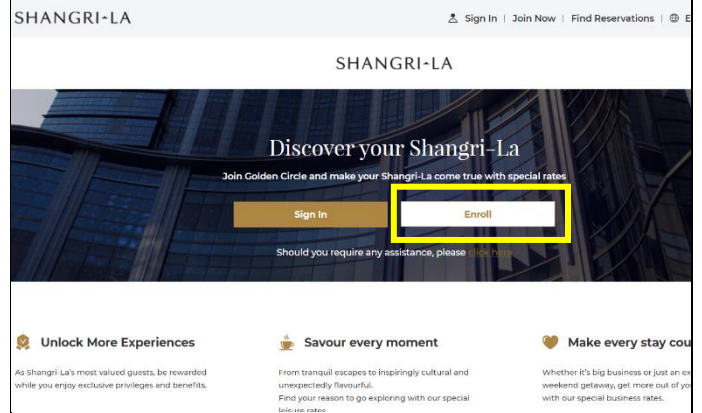 SHANGRI-LA
Sign In | Join Now | Find Reservations | E
SHANGRI-LA
Discover your Shangri-La
Join Golden Circle and make your Shangri-La come true with special rates
Sign In
Enroll
Should you require any assistance, please click here
Unlock More Experiences
As Shangri-La's most valued guests, be rewarded
while you enjoy exclusive privileges and benefits.
Savour every moment
From tranquil escapes to inspiringly cultural and
unexpectedly flavourful.
Find your reason to go exploring with our special
leisure rates
Make every stay cou
Whether it's big business or just an ex
weekend getaway, get more out of yo
with our special business rates.